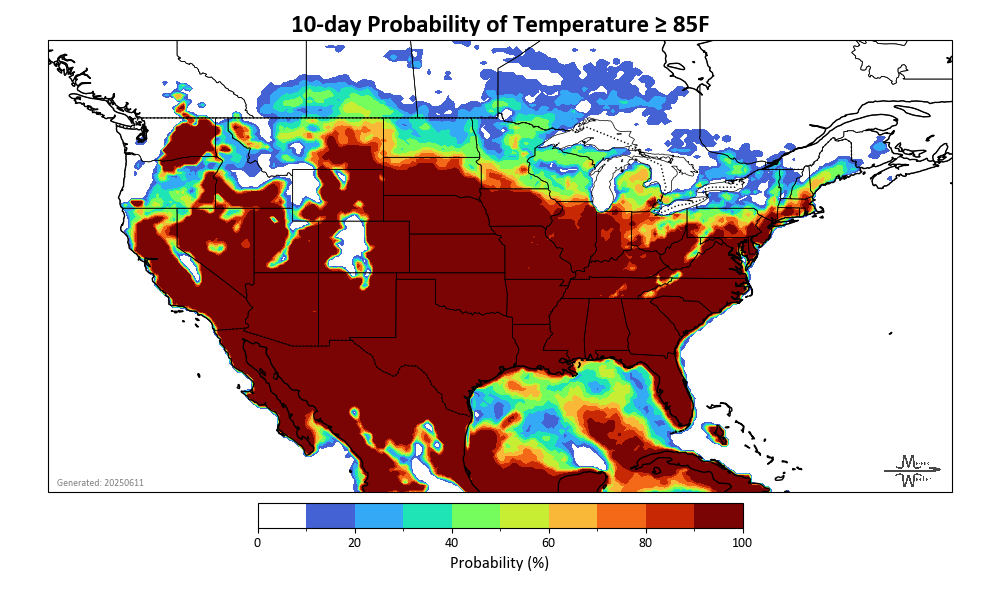 10-day Probability of Temperature ≥ 85F
Generated: 20250611
0 20 40 60 80 100
Probability (%)